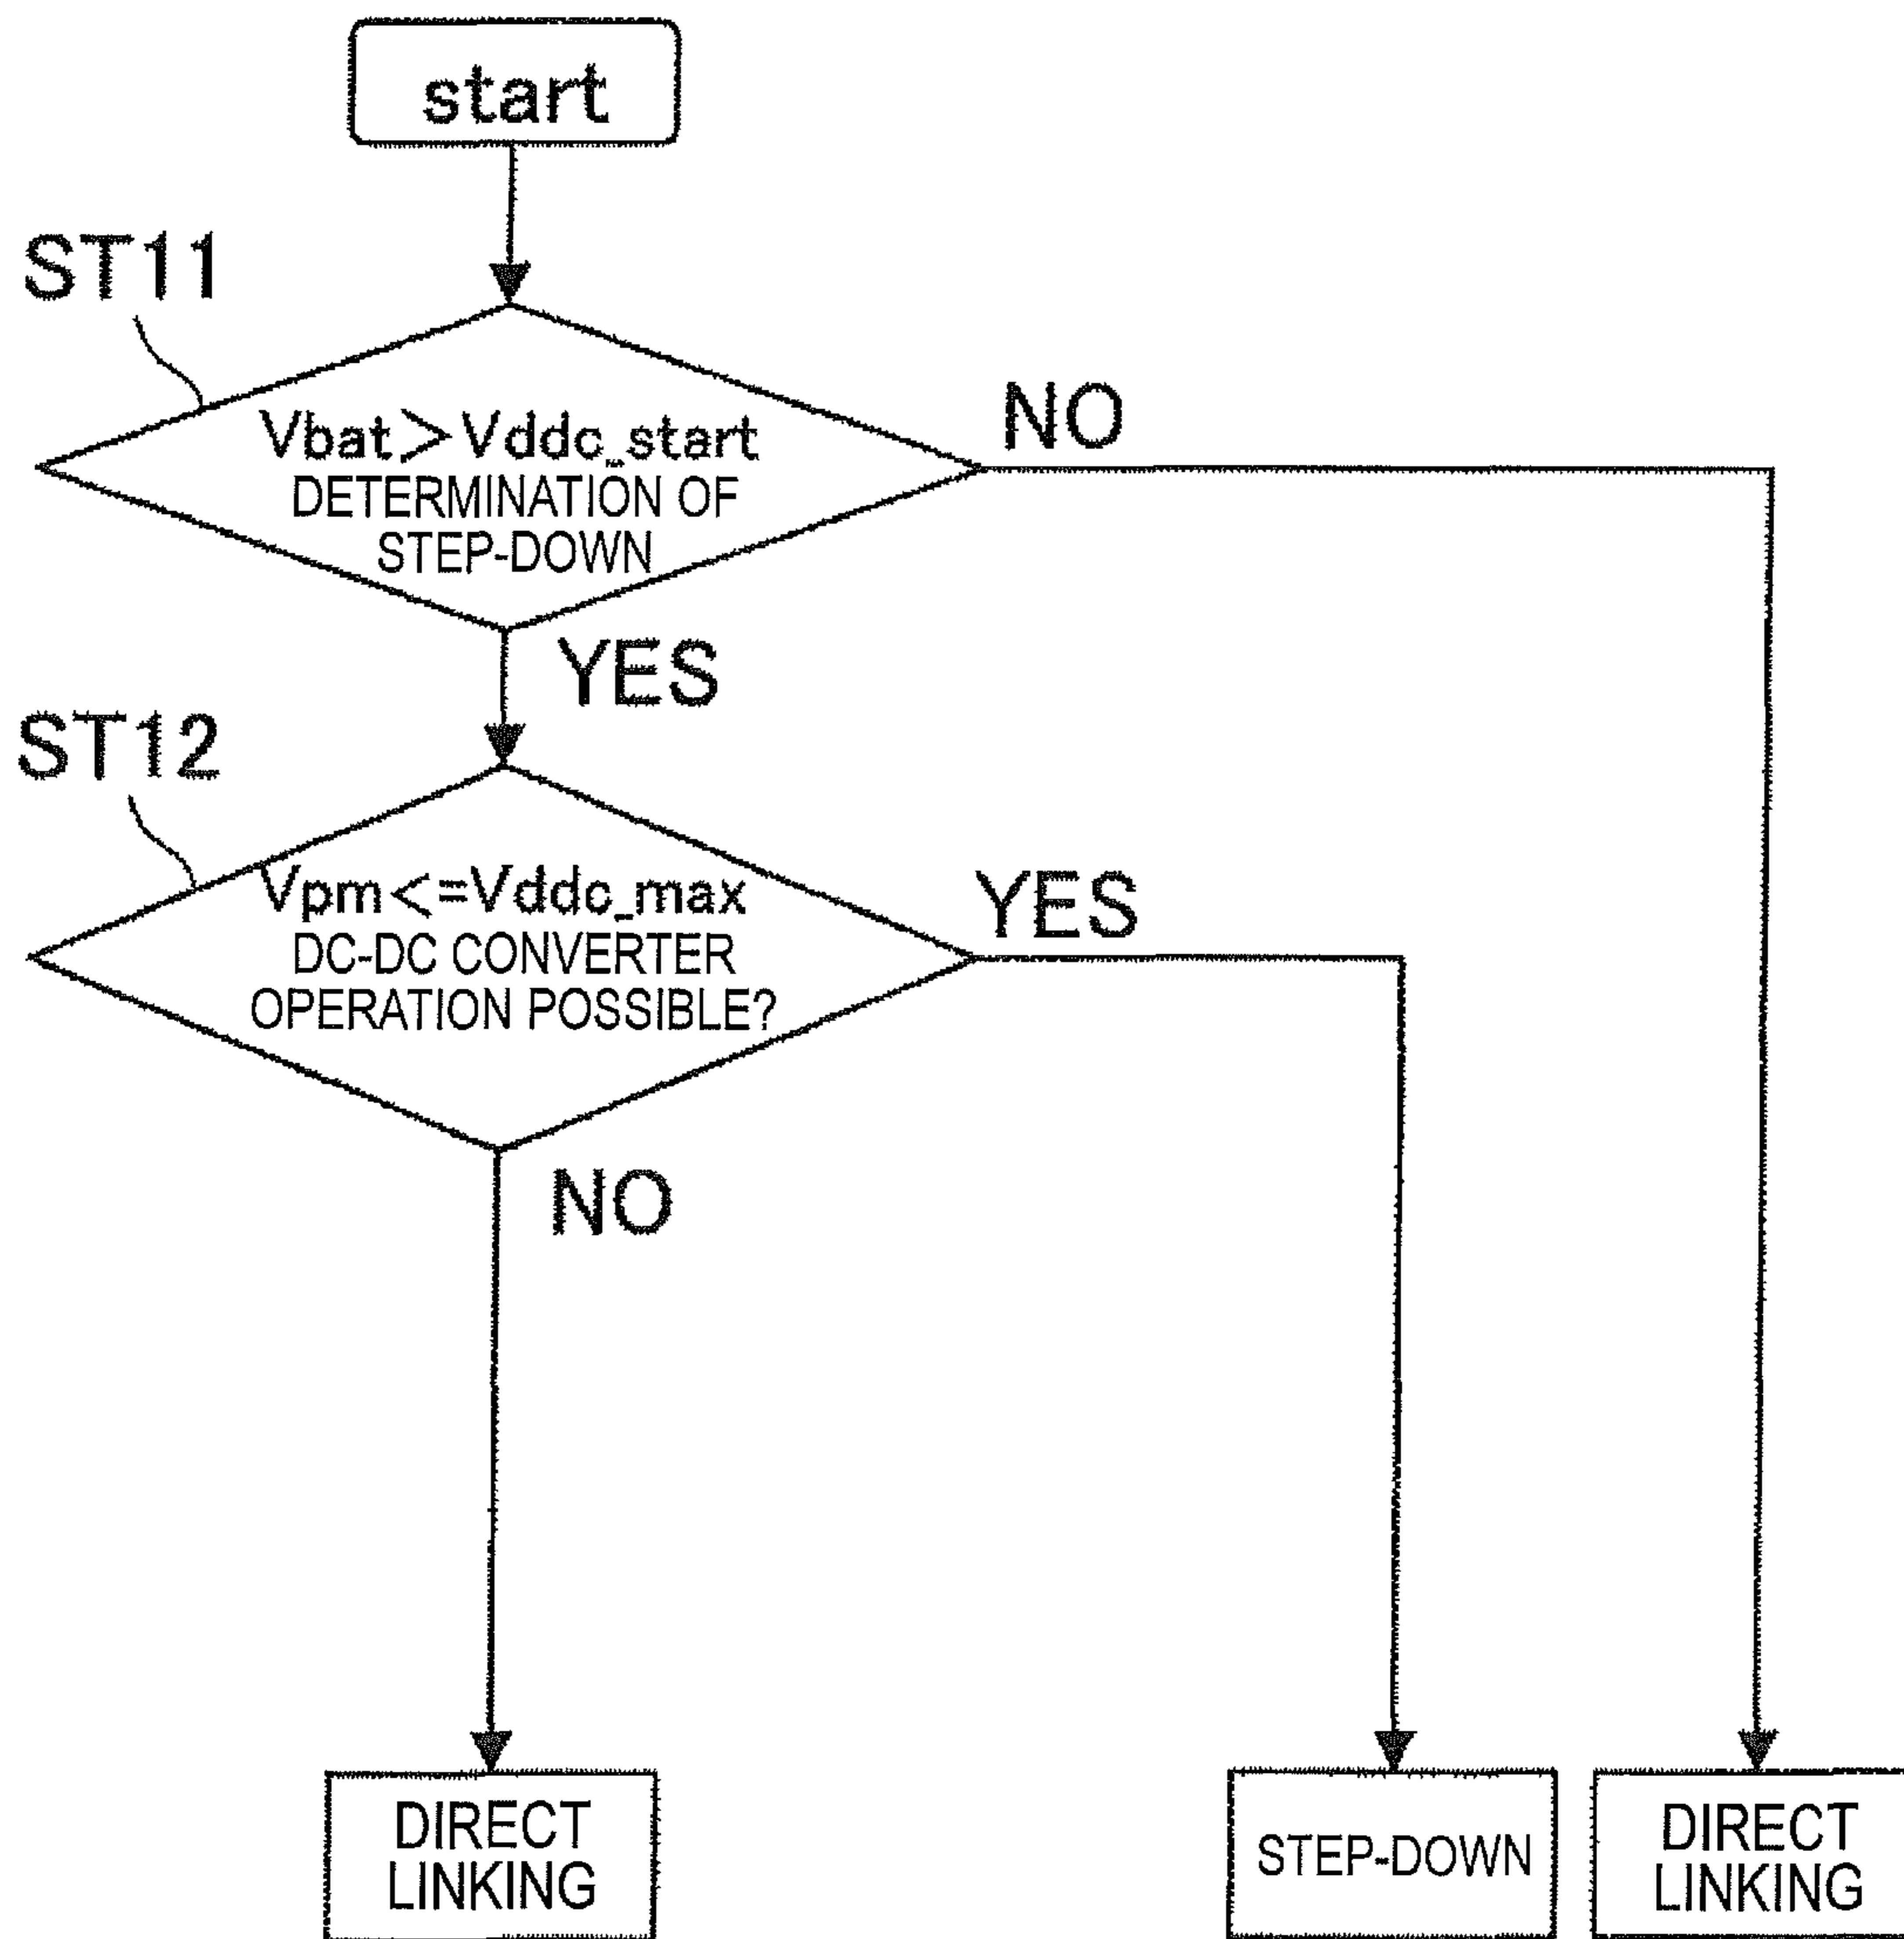 start
ST11
Vbat>Vddc_start
DETERMINATION OF
STEP-DOWN
NO
YES
ST12
Vpm<=Vddc_max
DC-DC CONVERTER
OPERATION POSSIBLE?
YES
NO
DIRECT
LINKING
STEP-DOWN
DIRECT
LINKING